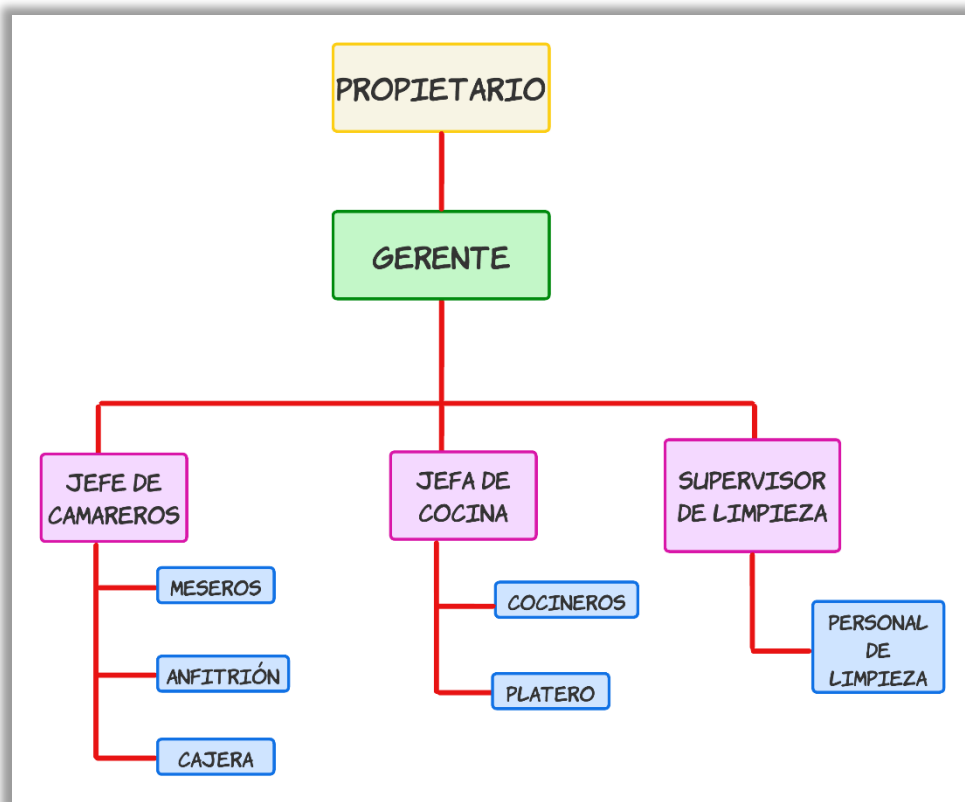 PROPIETARIO
GERENTE
JEFE DE
CAMAREROS
MESEROS
ANFITRIÓN
CAJERA
JEFA DE
COCINA
COCINEROS
PLATERO
SUPERVISOR
DE LIMPIEZA
PERSONAL
DE
LIMPIEZA